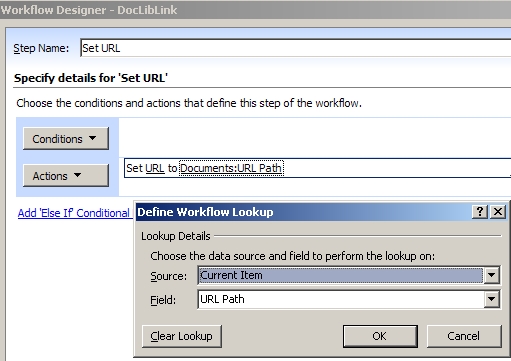 Workflow Designer - DocLibLink
Step Name: Set URL
Specify details for 'Set URL'
Choose the conditions and actions that define this step of the workflow.
Conditions
Actions
Set URL to Documents:URL Path
Add 'Else If' Conditional
Define Workflow Lookup
Lookup Details
Choose the data source and field to perform the lookup on:
Source: Current Item
Field: URL Path
Clear Lookup OK Cancel